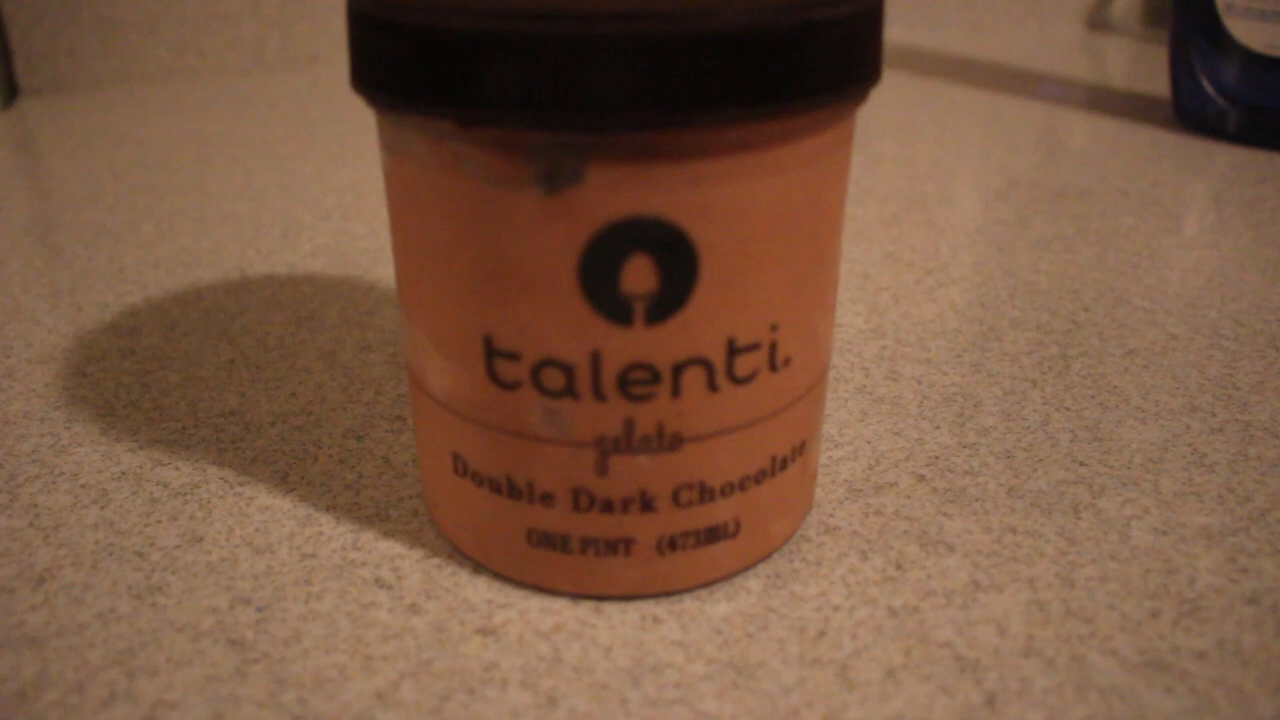 talenti.
gelato
Double Dark Chocolate
ONE PINT (473mL)